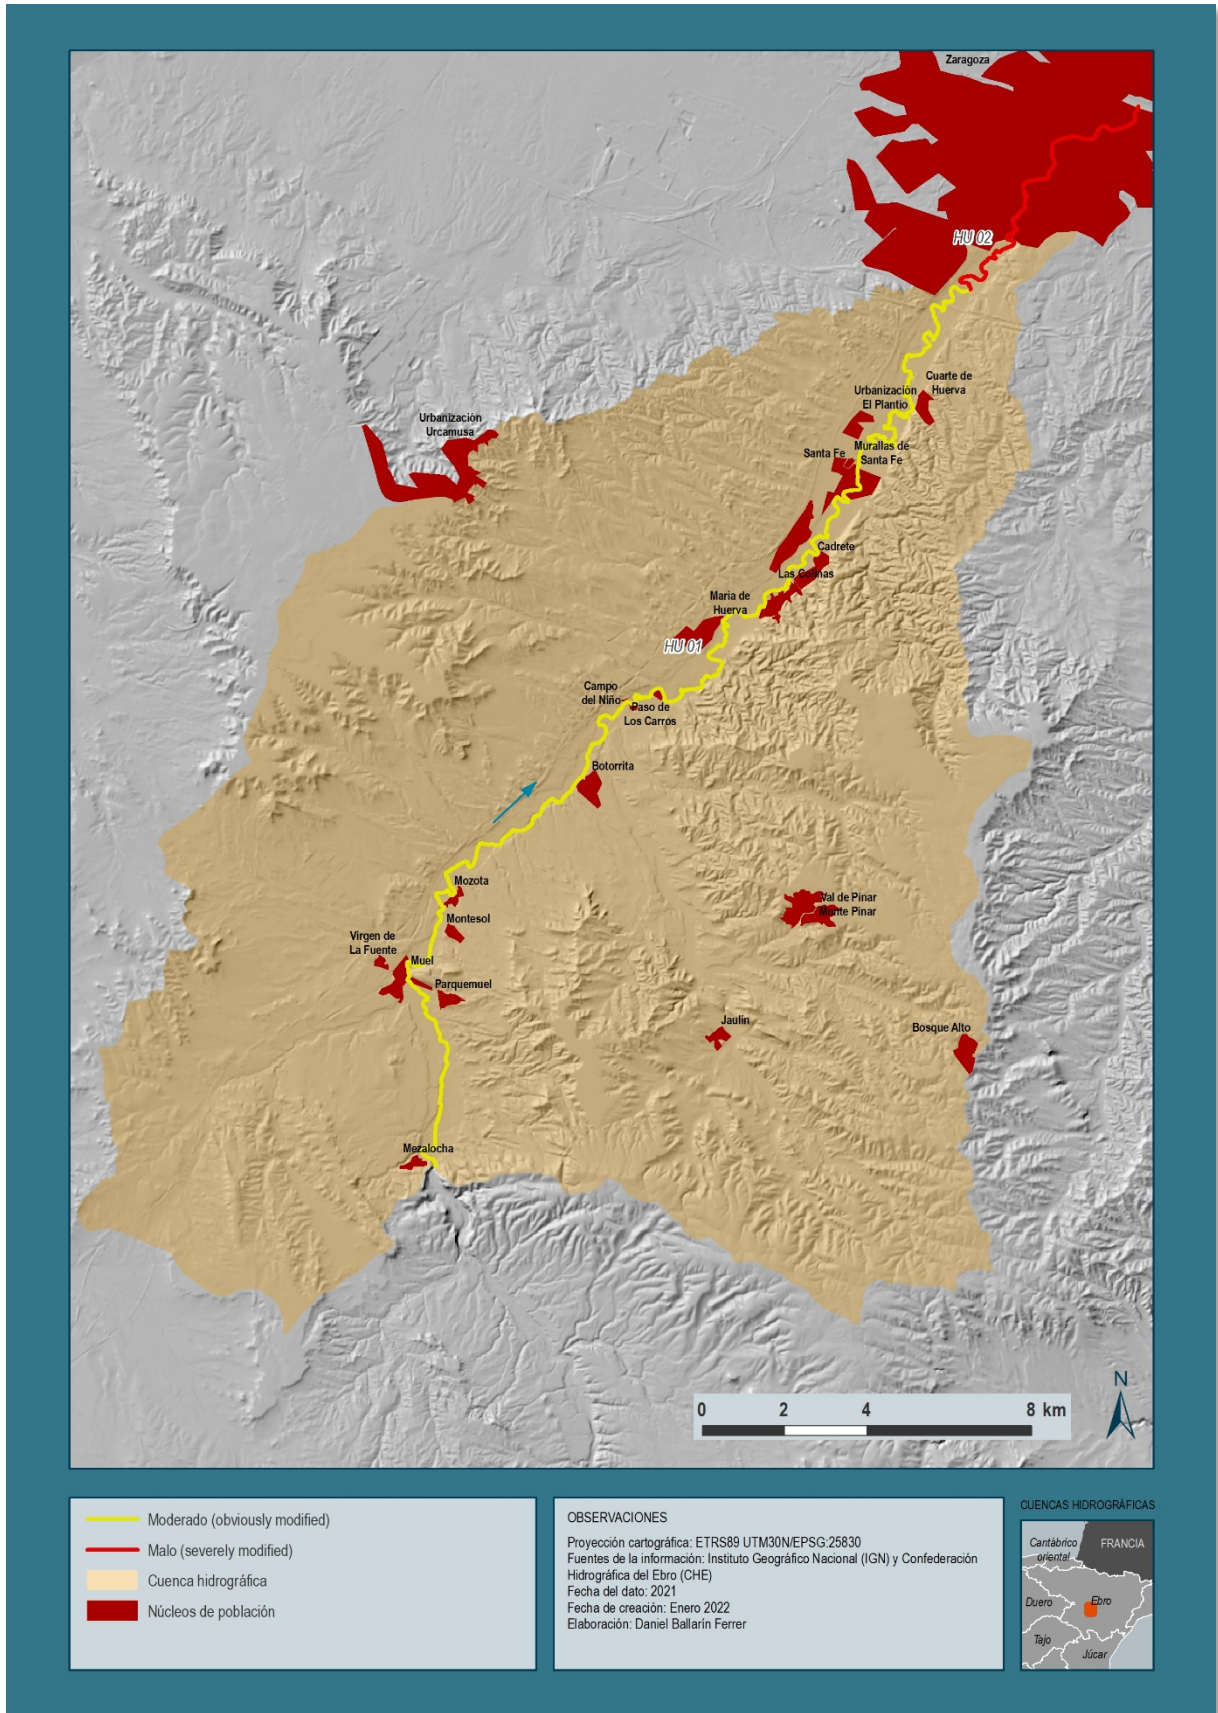 Zaragoza
HU 02
Cuarte de
Huerva
Urbanización
El Plantio
Urbanización
Urcamusa
Murallas de
Santa Fe
Santa Fe
Cadrete
Las Colinas
Maria de
Huerva
HU 01
Campo
del Niño
Paso de
Los Carros
Botorrita
Mozota
Val de Pinar
Monte Pinar
Montesol
Virgen de
La Fuente
Muel
Parquemuel
Jaulín
Bosque Alto
Mezalocha
N
0 2 4 8 km
Moderado (obviously modified)
Malo (severely modified)
Cuenca hidrográfica
Núcleos de población
OBSERVACIONES
Proyección cartográfica: ETRS89 UTM30N/EPSG:25830
Fuentes de la información: Instituto Geográfico Nacional (IGN) y Confederación
Hidrográfica del Ebro (CHE)
Fecha del dato: 2021
Fecha de creación: Enero 2022
Elaboración: Daniel Ballarín Ferrer
CUENCAS HIDROGRÁFICAS
Cantábrico
oriental
FRANCIA
Duero
Ebro
Tajo
Júcar